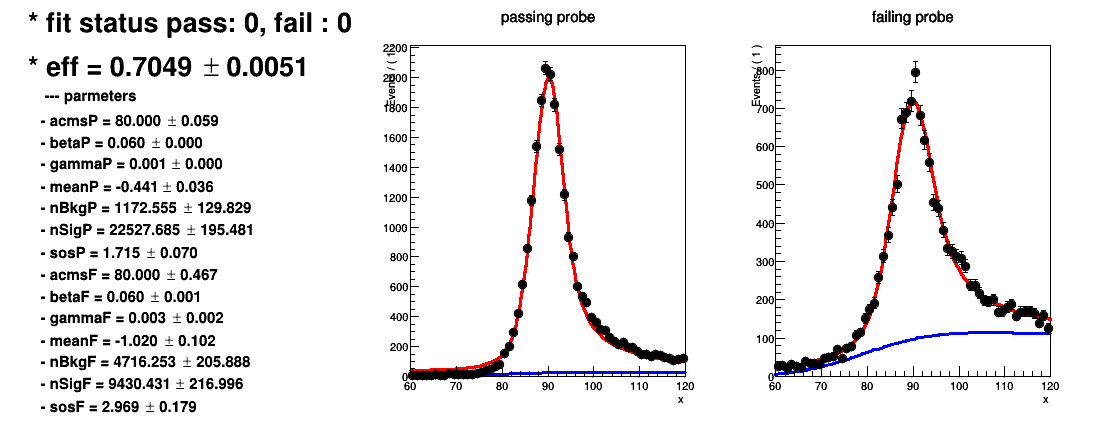 * fit status pass: 0, fail : 0
* eff = 0.7049 ± 0.0051
--- parmeters
- acmsP = 80.000 ± 0.059
- betaP = 0.060 ± 0.000
- gammaP = 0.001 ± 0.000
- meanP = -0.441 ± 0.036
- nBkgP = 1172.555 ± 129.829
- nSigP = 22527.685 ± 195.481
- sosP = 1.715 ± 0.070
- acmsF = 80.000 ± 0.467
- betaF = 0.060 ± 0.001
- gammaF = 0.003 ± 0.002
- meanF = -1.020 ± 0.102
- nBkgF = 4716.253 ± 205.888
- nSigF = 9430.431 ± 216.996
- sosF = 2.969 ± 0.179
passing probe
Events / ( 1 )
2200
2000
1800
1600
1400
1200
1000
800
600
400
200
0
60 70 80 90 100 110 120
x
failing probe
Events / ( 1 )
800
700
600
500
400
300
200
100
0
60 70 80 90 100 110 120
x